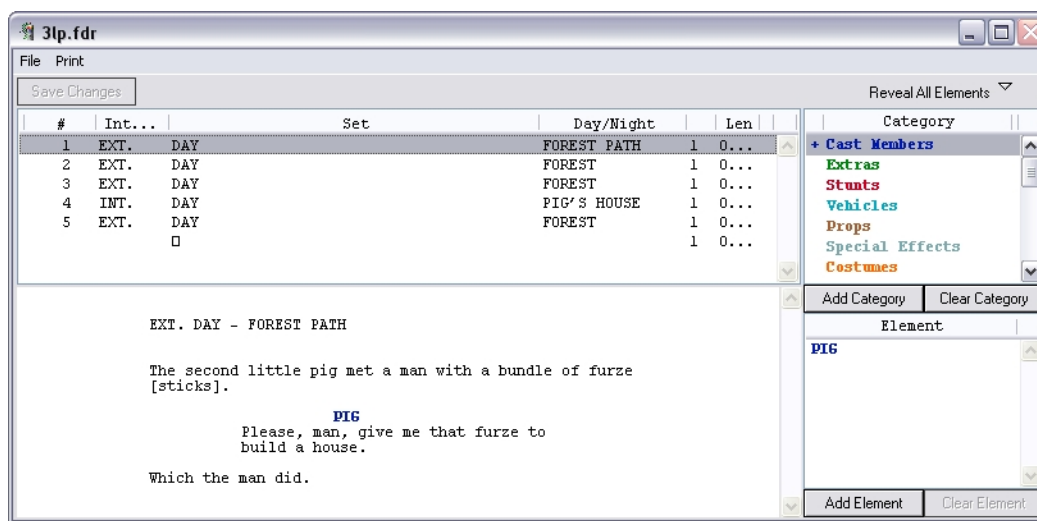 3lp.fdr
File Print
Save Changes
Reveal All Elements
# Int... Set Day/Night Len
1 EXT. DAY FOREST PATH 1 0...
2 EXT. DAY FOREST 1 0...
3 EXT. DAY FOREST 1 0...
4 INT. DAY PIG'S HOUSE 1 0...
5 EXT. DAY FOREST 1 0...
1 0...
Category
+ Cast Members
Extras
Stunts
Vehicles
Props
Special Effects
Costumes
Add Category Clear Category
Element
PIG
Add Element Clear Element
EXT. DAY - FOREST PATH
The second little pig met a man with a bundle of furze
[sticks].
PIG
Please, man, give me that furze to
build a house.
Which the man did.